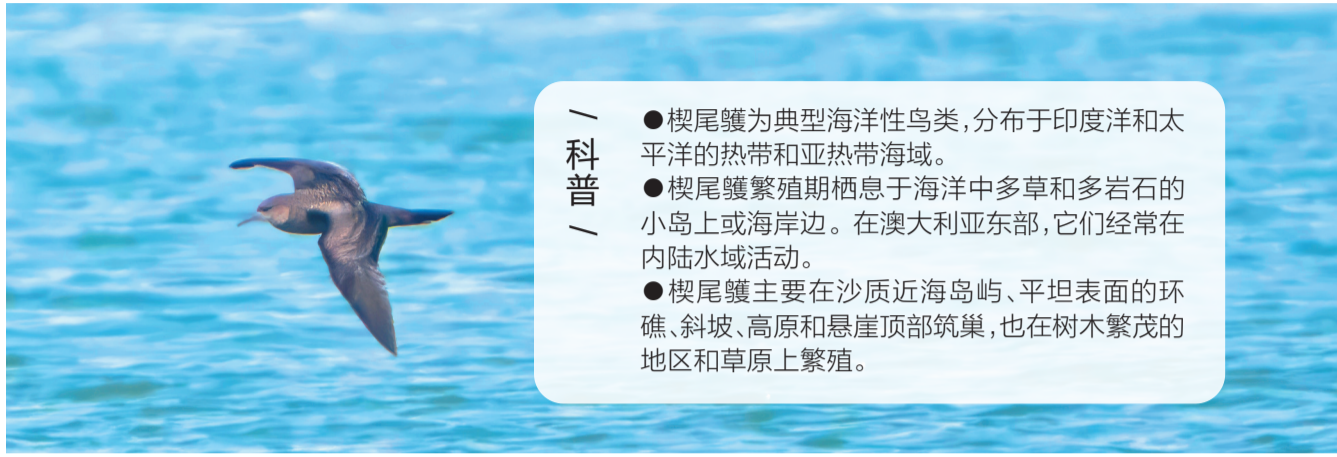 科普
●楔尾鹱为典型海洋性鸟类，分布于印度洋和太
平洋的热带和亚热带海域。
●楔尾鹱繁殖期栖息于海洋中多草和多岩石的
小岛上或海岸边。在澳大利亚东部，它们经常在
内陆水域活动。
●楔尾鹱主要在沙质近海岛屿、平坦表面的环
礁、斜坡、高原和悬崖顶部筑巢，也在树木繁茂的
地区和草原上繁殖。